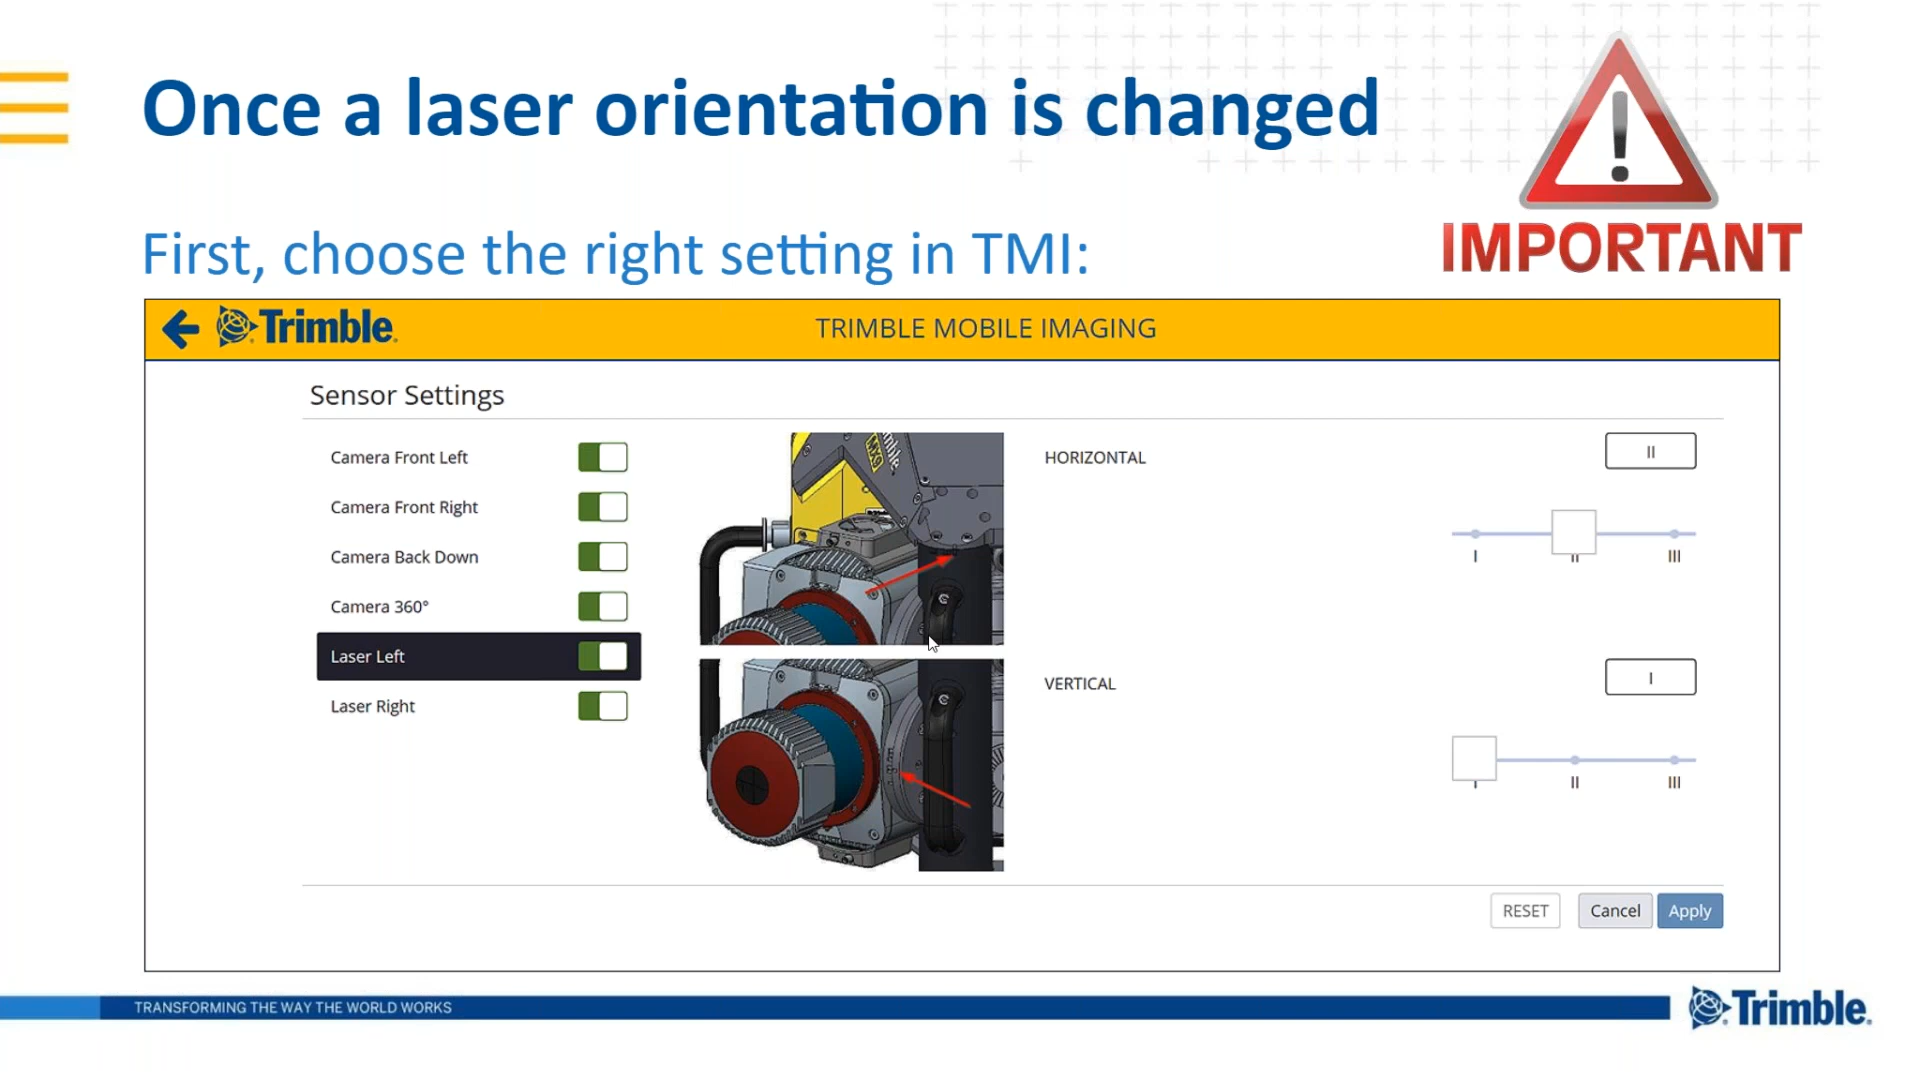 Once a laser orientation is changed
IMPORTANT
First, choose the right setting in TMI:
Trimble
TRIMBLE MOBILE IMAGING
Sensor Settings
Camera Front Left
Camera Front Right
Camera Back Down
Camera 360°
Laser Left
Laser Right
MX9
HORIZONTAL
II
I II III
VERTICAL
I
I II III
RESET Cancel Apply
TRANSFORMING THE WAY THE WORLD WORKS
Trimble